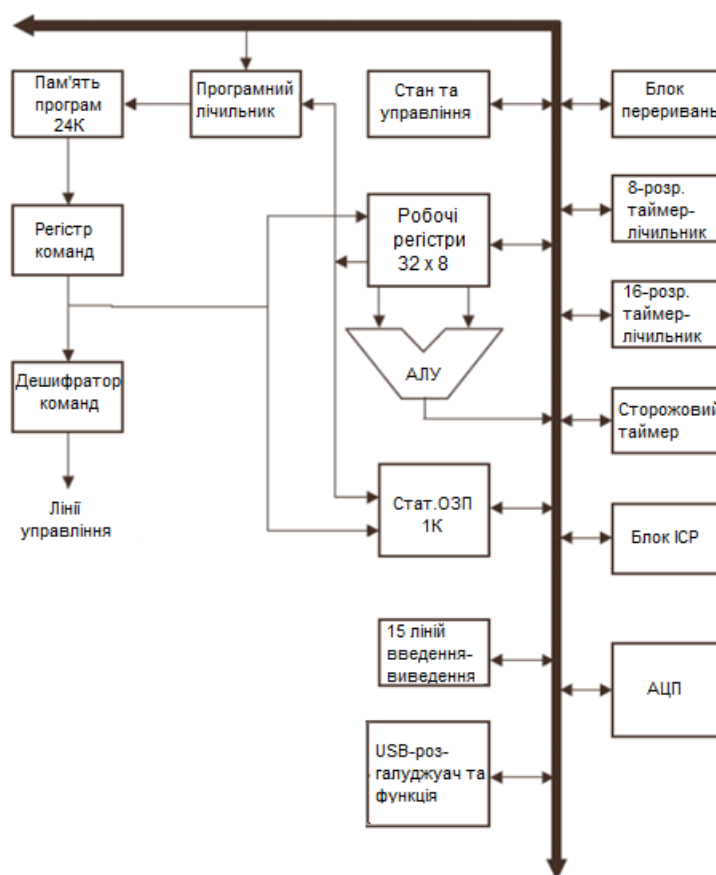 Пам'ять
програм
24К
Програмний
лічильник
Стан та
управління
Блок
переривань
Регістр
команд
Робочі
регістри
32 x 8
8-розр.
таймер-
лічильник
16-розр.
таймер-
лічильник
Дешифратор
команд
АЛУ
Сторожовий
таймер
Лінії
управління
Стат.ОЗП
1К
Блок ICP
15 ліній
введення-
виведення
АЦП
USB-роз-
галуджувач та
функція